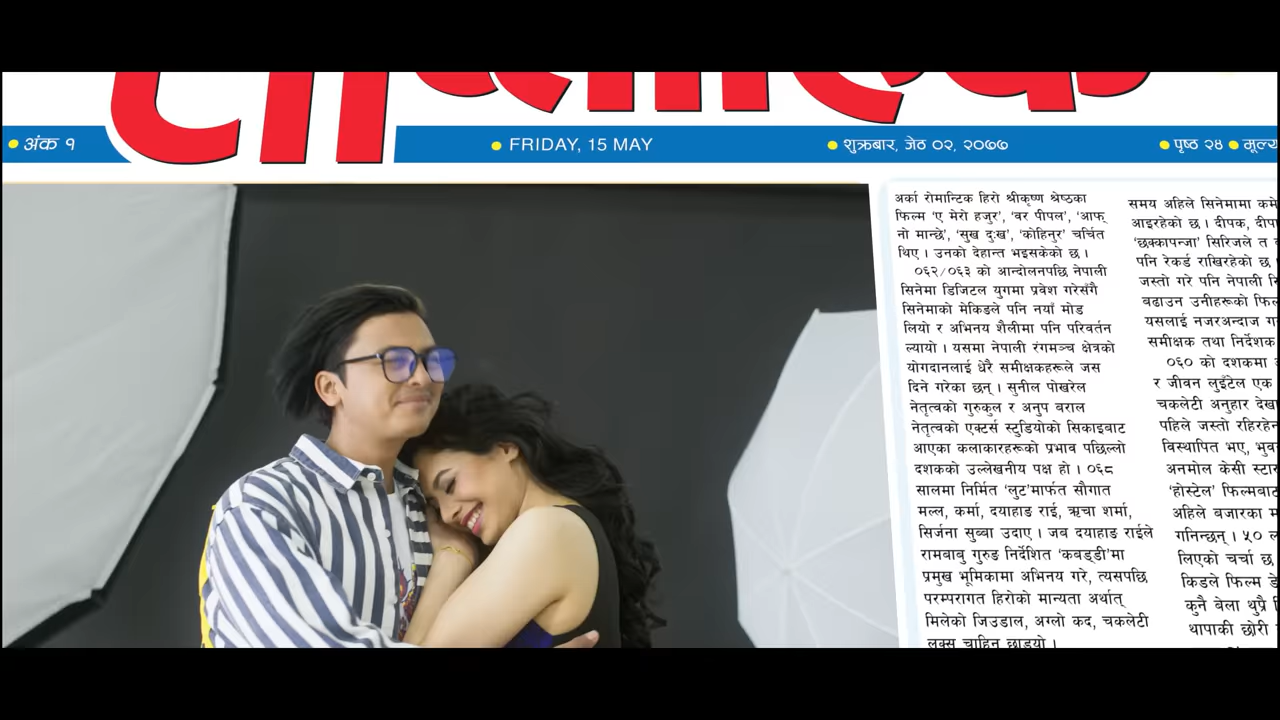 साप्ताहिक
अंक १
FRIDAY, 15 MAY
शुक्रबार, जेठ ०२, २०७७
पृष्ठ २४
मूल्य
अर्का रोमान्टिक हिरो श्रीकृष्ण श्रेष्ठका
फिल्म ‘ए मेरो हजुर’, ‘वर पीपल’, ‘आफ्
नो मान्छे’, ‘सुख दुःख’, ‘कोहिनुर’ चर्चित
थिए । उनको देहान्त भइसकेको छ ।
०६२/०६३ को आन्दोलनपछि नेपाली
सिनेमा डिजिटल युगमा प्रवेश गरेसँगै
सिनेमाको मेकिङले पनि नयाँ मोड
लियो र अभिनय शैलीमा पनि परिवर्तन
ल्यायो । यसमा नेपाली रंगमञ्च क्षेत्रको
योगदानलाई धेरै समीक्षकहरूले जस
दिने गरेका छन् । सुनील पोखरेल
नेतृत्वको गुरुकुल र अनुप बराल
नेतृत्वको एक्टर्स स्टुडियोको सिकाइबाट
आएका कलाकारहरूको प्रभाव पछिल्लो
दशकको उल्लेखनीय पक्ष हो । ०६८
सालमा निर्मित ‘लुट’मार्फत सौगात
मल्ल, कर्मा, दयाहाङ राई, ऋचा शर्मा,
सिर्जना सुब्बा उदाए । जब दयाहाङ राईले
रामबाबु गुरुङ निर्देशित ‘कवड्डी’मा
प्रमुख भूमिकामा अभिनय गरे, त्यसपछि
परम्परागत हिरोको मान्यता अर्थात्
मिलेको जिउडाल, अग्लो कद, चकलेटी
लुक्स चाहिन छाड्यो ।
समय अहिले सिनेमामा
आइरहेको छ । दीपक,
‘छक्कापन्जा’ सिरिजले त
पनि रेकर्ड राखिरहेको छ
जस्तो गरे पनि नेपाली
बढाउन उनीहरूको
यसलाई नजरअन्दाज
समीक्षक तथा निर्देशक
०६० को दशकमा
र जीवन लुइँटेल एक
चकलेटी अनुहार
पहिले जस्तो
विस्थापित भए,
अनमोल केसी
‘होस्टेल’
अहिले बजारका
गनिन्छन् । ५०
लिएको चर्चा छ
किडले फिल्म
कुनै बेला थुप्रै
थापाकी छोरी